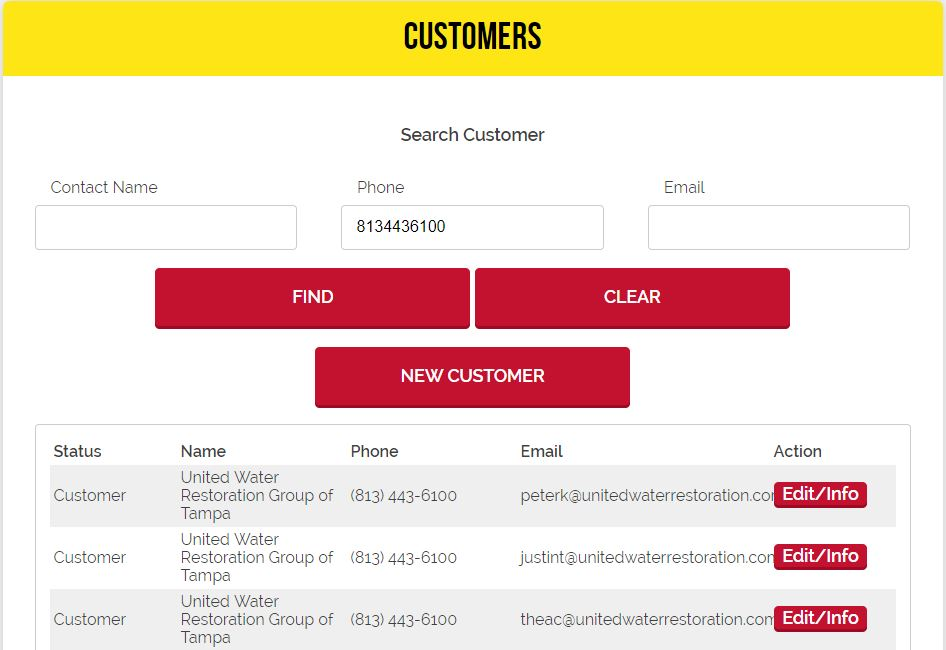 CUSTOMERS
Search Customer
Contact Name Phone Email
8134436100
FIND CLEAR
NEW CUSTOMER
Status Name Phone Email Action
United Water
Customer Restoration Group of (813) 443-6100 peterk@unitedwaterrestoration.com Edit/Info
Tampa
United Water
Customer Restoration Group of (813) 443-6100 justint@unitedwaterrestoration.com Edit/Info
Tampa
United Water
Customer Restoration Group of (813) 443-6100 theac@unitedwaterrestoration.com Edit/Info
Tampa